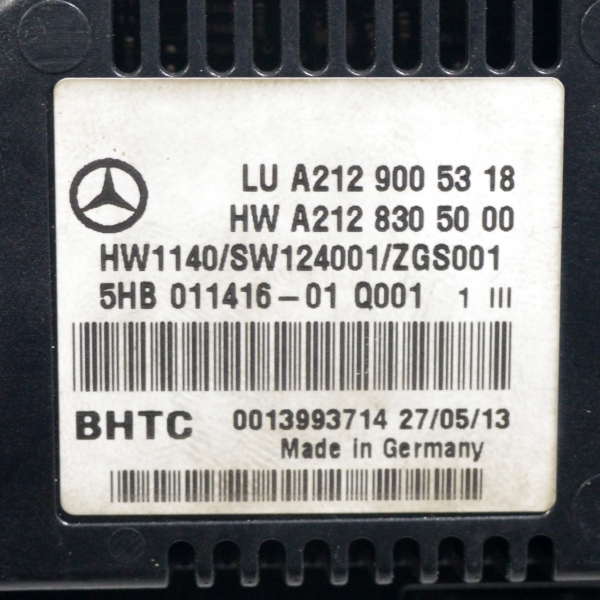 LU A212 900 53 18
HW A212 830 50 00
HW1140/SW124001/ZGS001
5HB 011416-01 Q001 1 III
BHTC 0013993714 27/05/13
Made in Germany